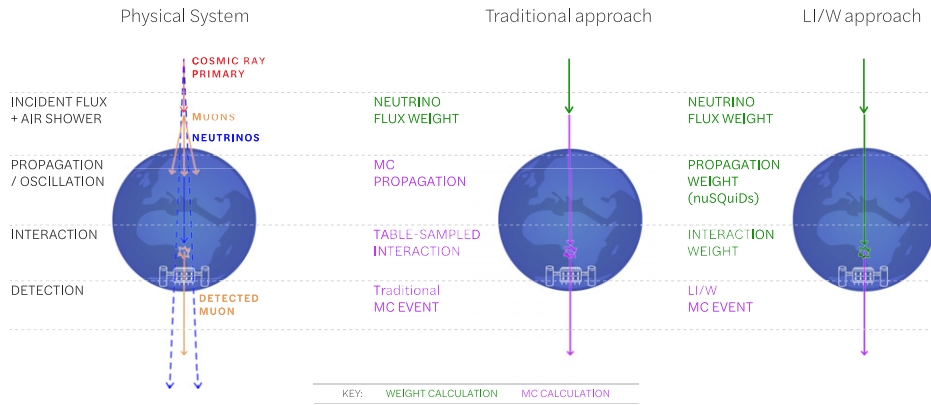 Physical System
Traditional approach
LI/W approach
COSMIC RAY
PRIMARY
INCIDENT FLUX
+ AIR SHOWER
MUONS
NEUTRINOS
NEUTRINO
FLUX WEIGHT
NEUTRINO
FLUX WEIGHT
PROPAGATION
/ OSCILLATION
MC
PROPAGATION
PROPAGATION
WEIGHT
(nuSQuiDs)
INTERACTION
TABLE-SAMPLED
INTERACTION
INTERACTION
WEIGHT
DETECTION
DETECTED
MUON
Traditional
MC EVENT
LI/W
MC EVENT
KEY: WEIGHT CALCULATION MC CALCULATION